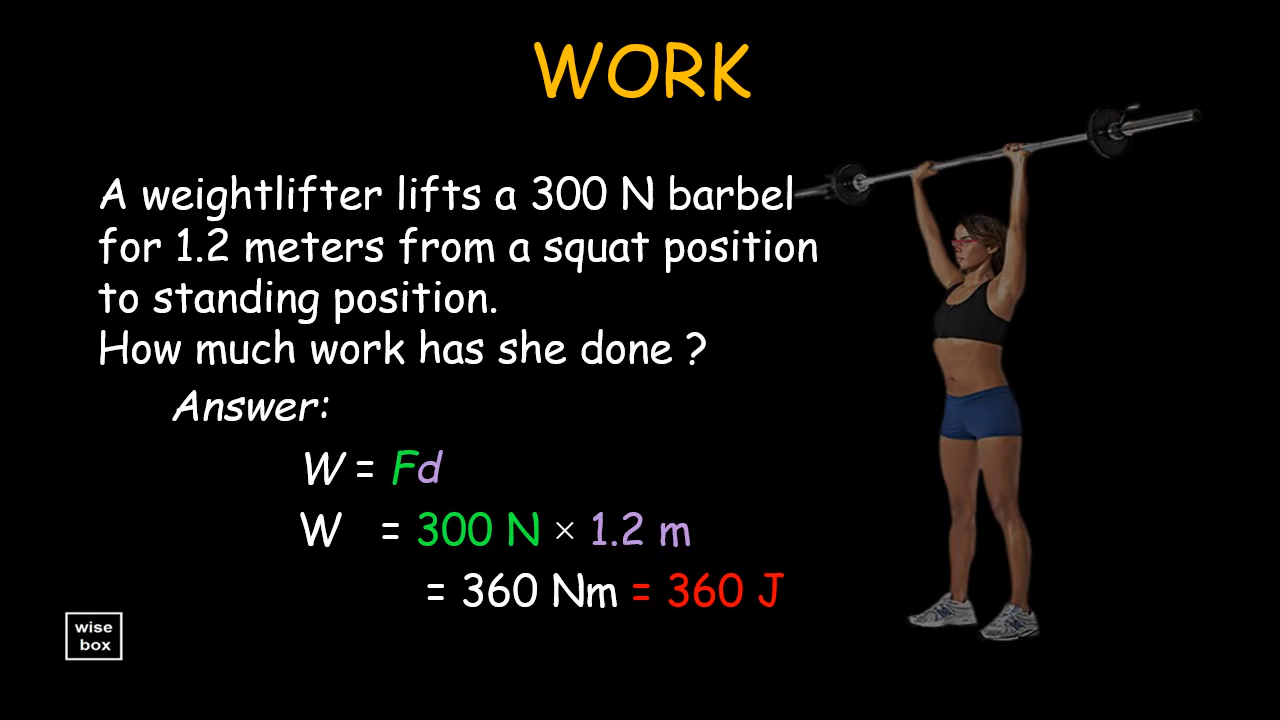 WORK
A weightlifter lifts a 300 N barbel
for 1.2 meters from a squat position
to standing position.
How much work has she done ?
Answer:
W = Fd
W = 300 N × 1.2 m
= 360 Nm = 360 J
wise
box